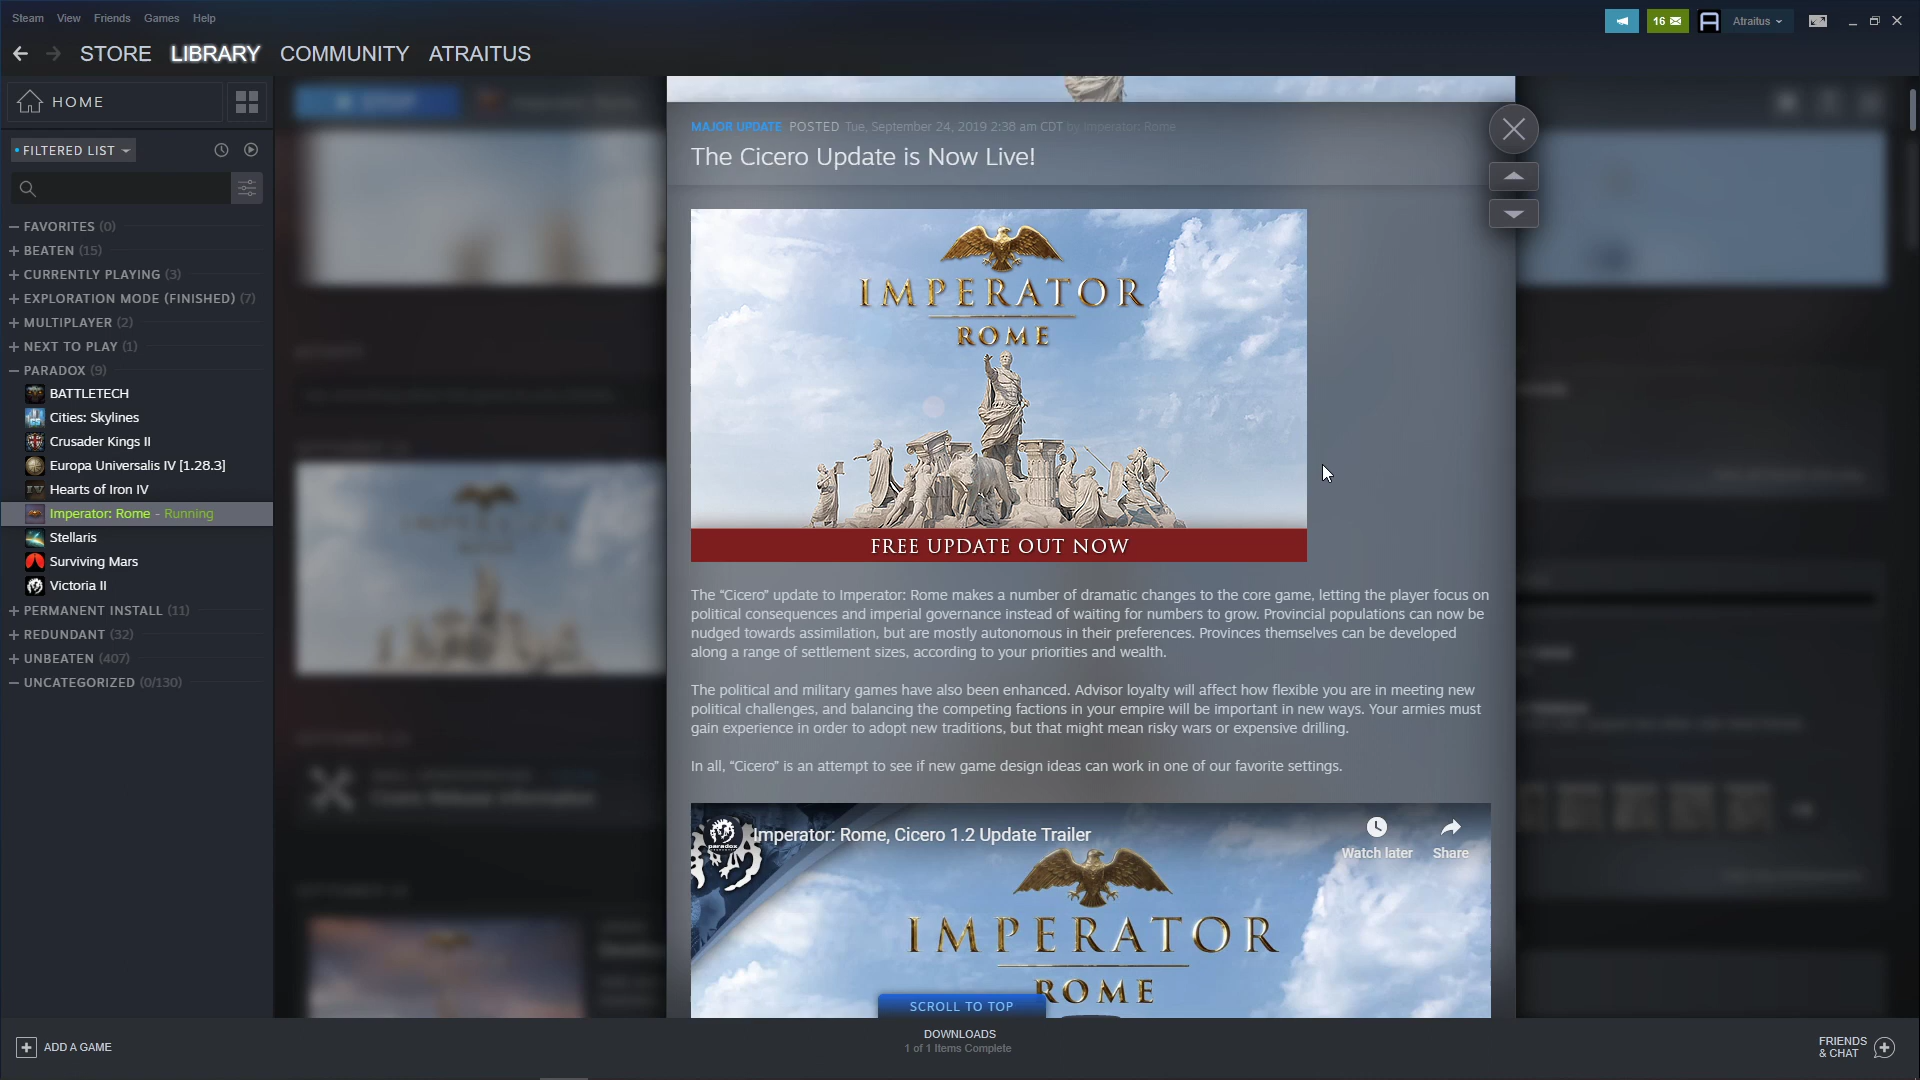 Steam View Friends Games Help
16
Atraitus
STORE LIBRARY COMMUNITY ATRAITUS
HOME
FILTERED LIST
FAVORITES (0)
BEATEN (15)
CURRENTLY PLAYING (3)
EXPLORATION MODE (FINISHED) (7)
MULTIPLAYER (2)
NEXT TO PLAY (1)
PARADOX (9)
BATTLETECH
Cities: Skylines
Crusader Kings II
Europa Universalis IV [1.28.3]
Hearts of Iron IV
Imperator: Rome - Running
Stellaris
Surviving Mars
Victoria II
PERMANENT INSTALL (11)
REDUNDANT (32)
UNBEATEN (407)
UNCATEGORIZED (0/130)
MAJOR UPDATE POSTED Tue, September 24, 2019 2:38 am CDT by Imperator: Rome
The Cicero Update is Now Live!
IMPERATOR
ROME
FREE UPDATE OUT NOW
The “Cicero” update to Imperator: Rome makes a number of dramatic changes to the core game, letting the player focus on
political consequences and imperial governance instead of waiting for numbers to grow. Provincial populations can now be
nudged towards assimilation, but are mostly autonomous in their preferences. Provinces themselves can be developed
along a range of settlement sizes, according to your priorities and wealth.
The political and military games have also been enhanced. Advisor loyalty will affect how flexible you are in meeting new
political challenges, and balancing the competing factions in your empire will be important in new ways. Your armies must
gain experience in order to adopt new traditions, but that might mean risky wars or expensive drilling.
In all, “Cicero” is an attempt to see if new game design ideas can work in one of our favorite settings.
Imperator: Rome, Cicero 1.2 Update Trailer
Watch later
Share
paradox
IMPERATOR
ROME
SCROLL TO TOP
ADD A GAME
DOWNLOADS
1 of 1 Items Complete
FRIENDS
& CHAT